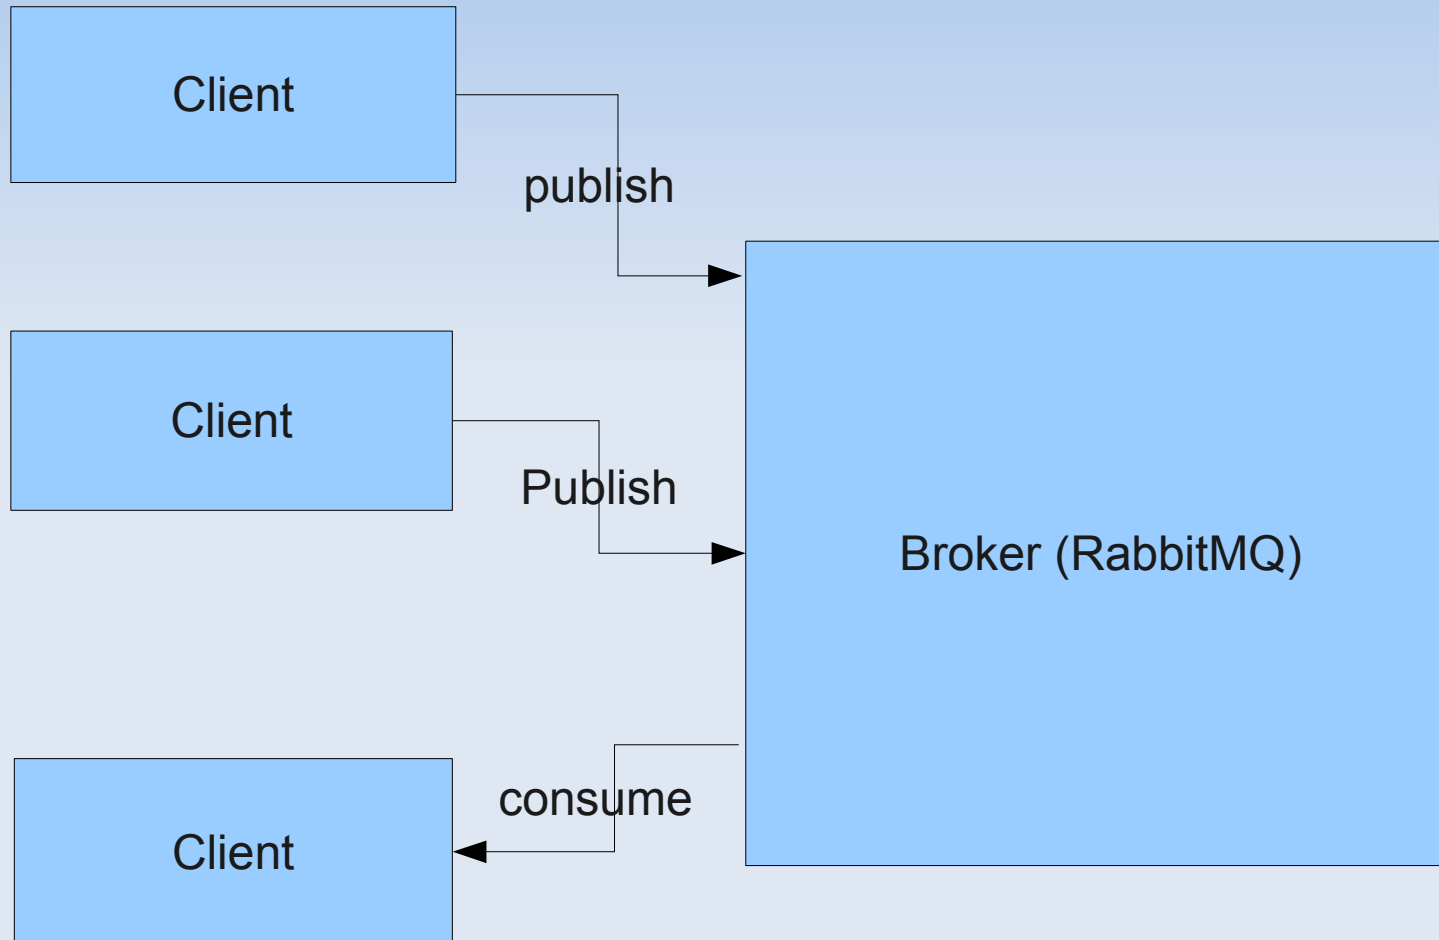 Client
publish
Client
Publish
Broker (RabbitMQ)
consume
Client